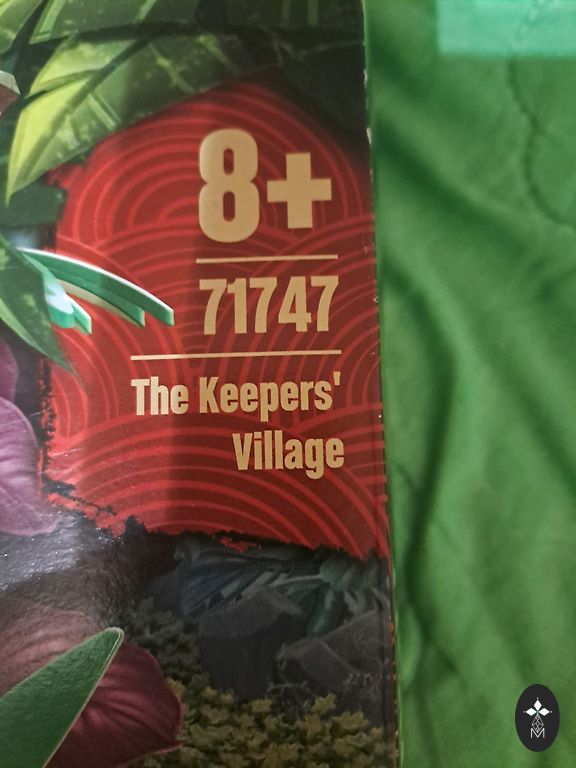 8+
71747
The Keepers'
Village